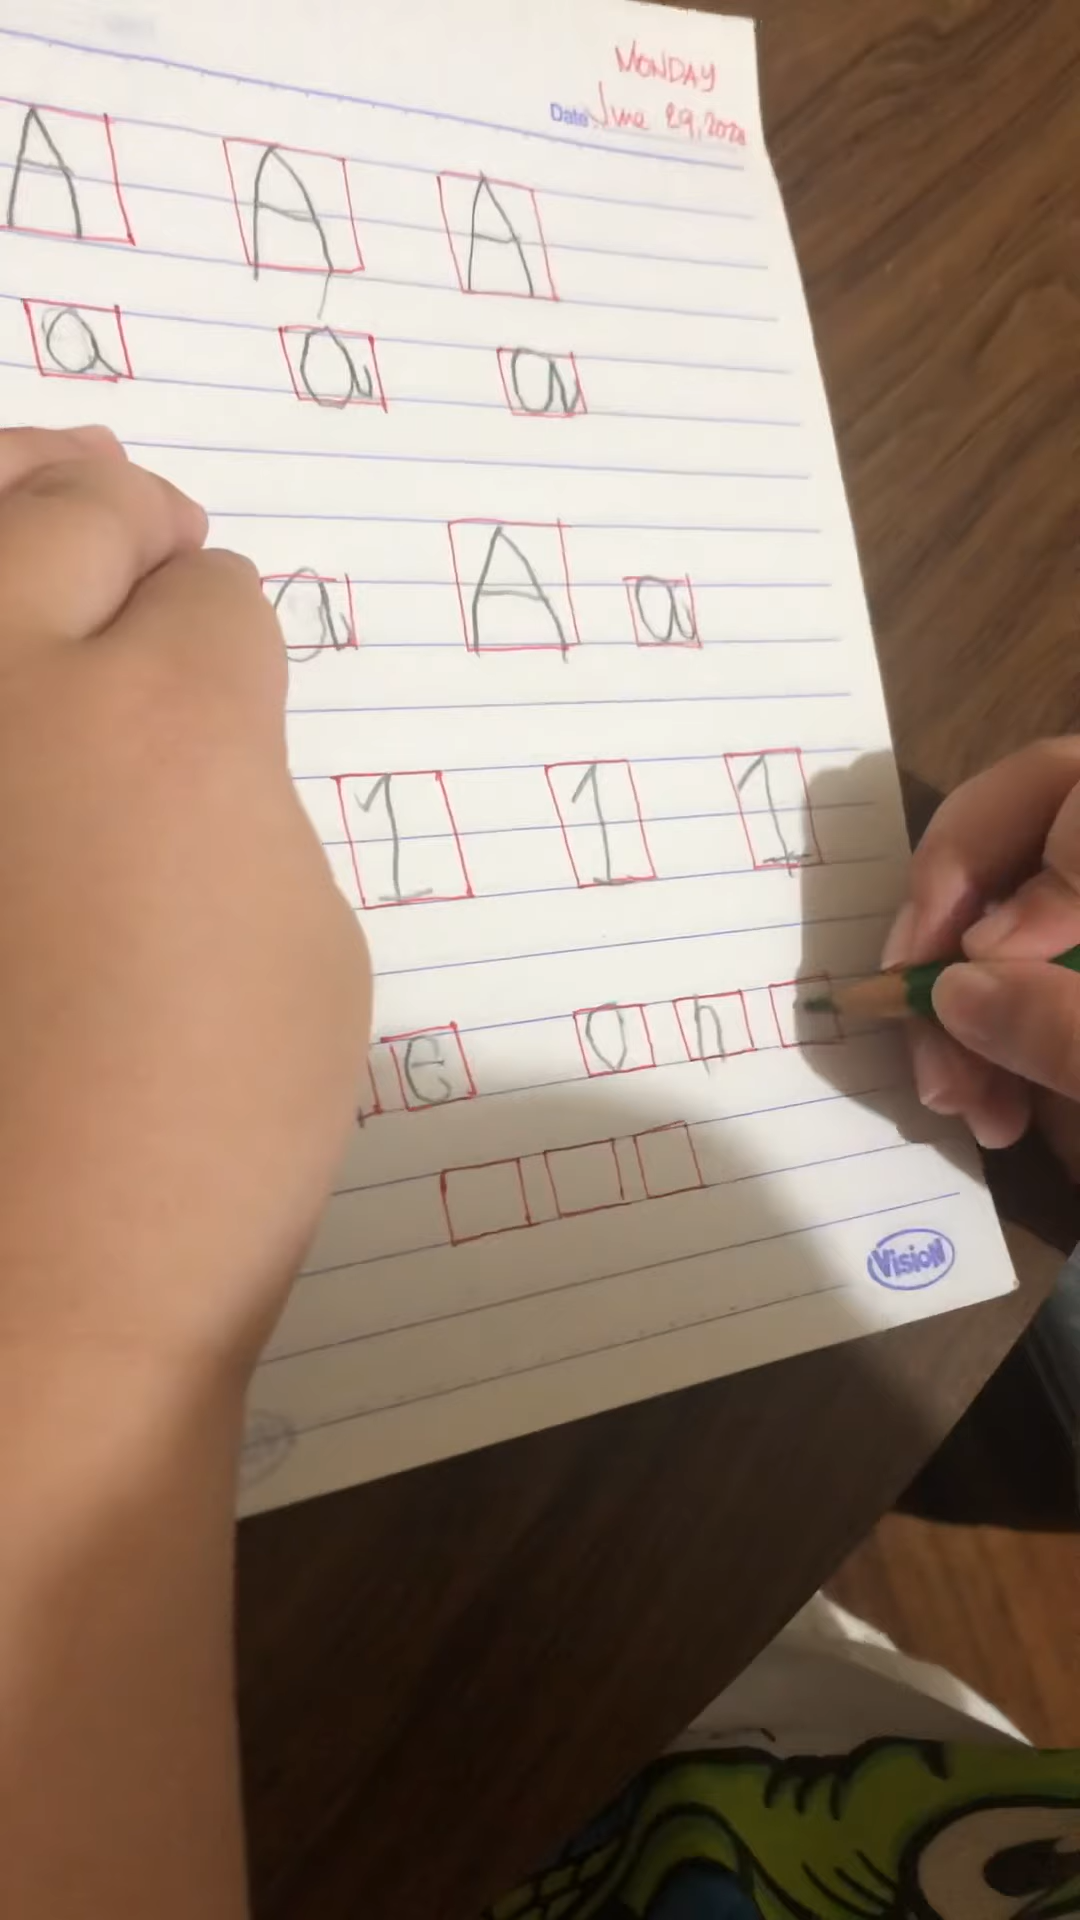 MONDAY
Date: June 29, 2020
A A A
a a a
a A a
1 1 1
e o n
VISION